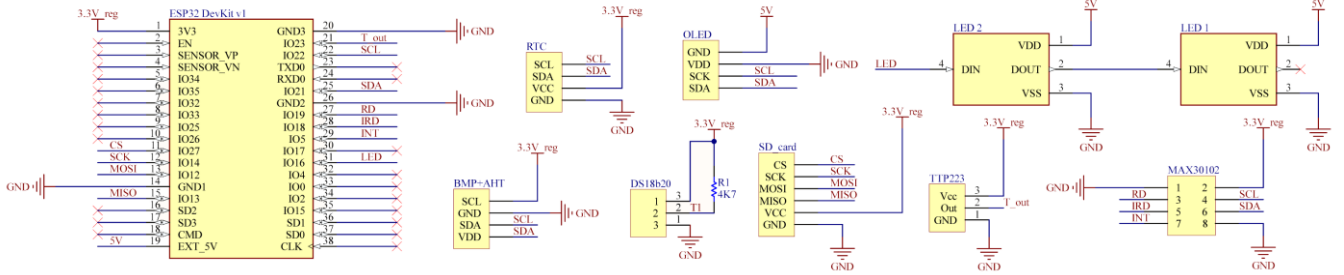 ESP32 DevKit v1
3.3V_reg
1 3V3 GND3 20 GND
2 EN IO23 21 T_out
3 SENSOR_VP IO22 22 SCL
4 SENSOR_VN TXD0 23
5 IO34 RXD0 24
6 IO35 IO21 25 SDA
7 IO32 GND2 26 GND
8 IO33 IO19 27 RD
9 IO25 IO18 28 IRD
10 IO26 IO5 29 INT
CS 11 IO27 IO17 30
SCK 12 IO14 IO16 31 LED
MOSI 13 IO12 IO4 32
GND 14 GND1 IO0 33
MISO 15 IO13 IO2 34
16 SD2 IO15 35
17 SD3 SD1 36
18 CMD SD0 37
5V 19 EXT_5V CLK 38
3.3V_reg
RTC
SCL SCL
SDA SDA
VCC
GND
GND
3.3V_reg
BMP+AHT
SCL
GND GND
SDA SCL
VDD SDA
5V
OLED
GND
VDD GND
SCK SCL
SDA SDA
3.3V_reg
DS18b20
R1
4K7
1 3
2 2 T1
3 1
GND
3.3V_reg
SD_card
CS CS
SCK SCK
MOSI MOSI
MISO MISO
VCC
GND
GND
5V
LED 2
VDD 1
LED 4 DIN DOUT 2
VSS 3
GND
5V
LED 1
VDD 1
4 DIN DOUT 2
VSS 3
GND
3.3V_reg
TTP223
Vcc 3
Out 2 T_out
GND 1
GND
3.3V_reg
MAX30102
GND 1 2
RD 3 4 SCL
IRD 5 6 SDA
INT 7 8
GND